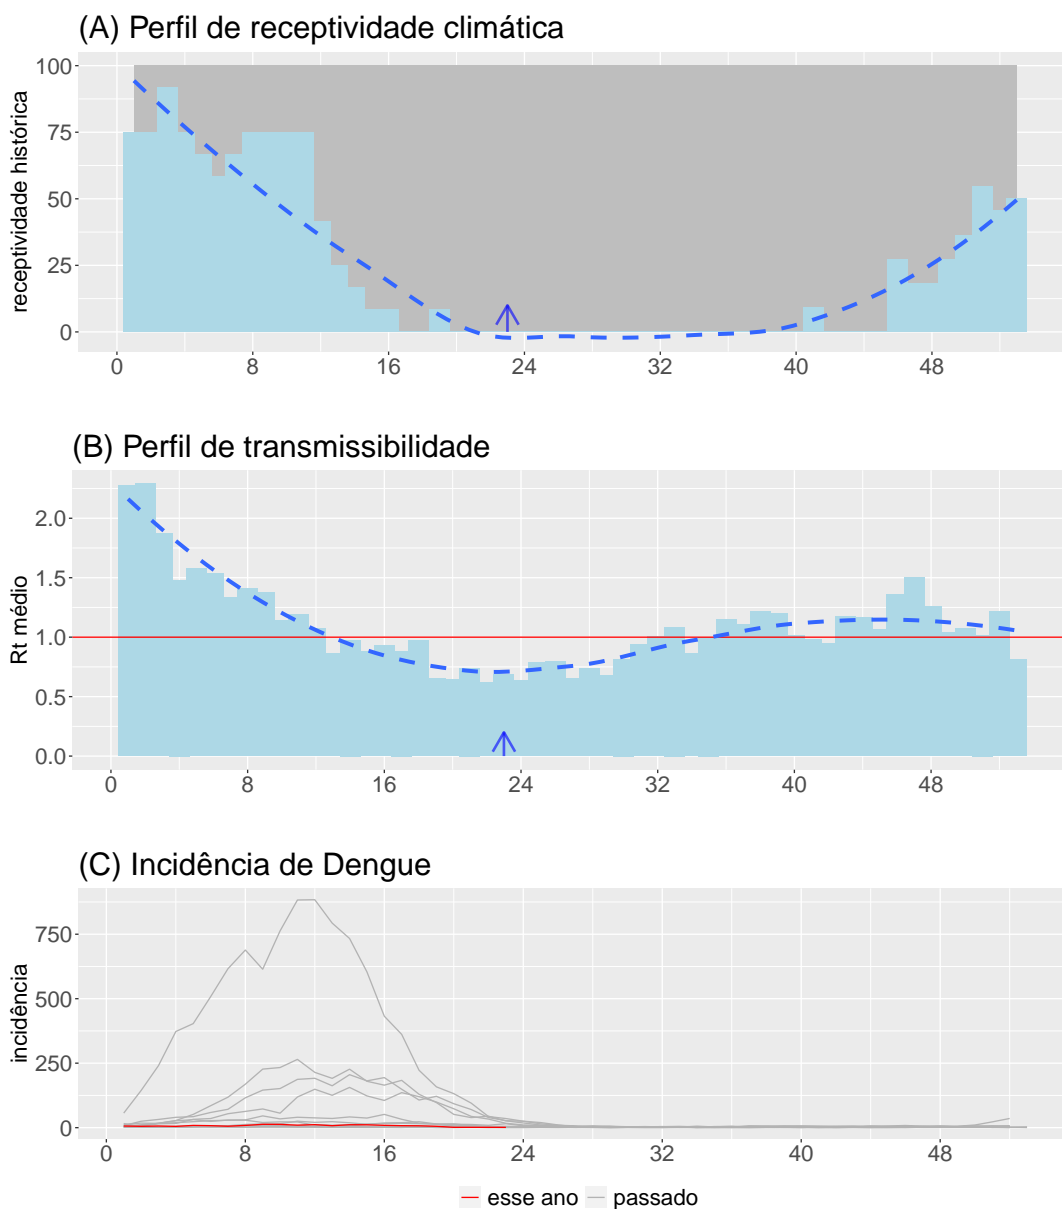 (A) Perfil de receptividade climática
receptividade histórica
100
75
50
25
0
0 8 16 24 32 40 48
(B) Perfil de transmissibilidade
Rt médio
2.0
1.5
1.0
0.5
0.0
0 8 16 24 32 40 48
(C) Incidência de Dengue
incidência
750
500
250
0
0 8 16 24 32 40 48
esse ano passado